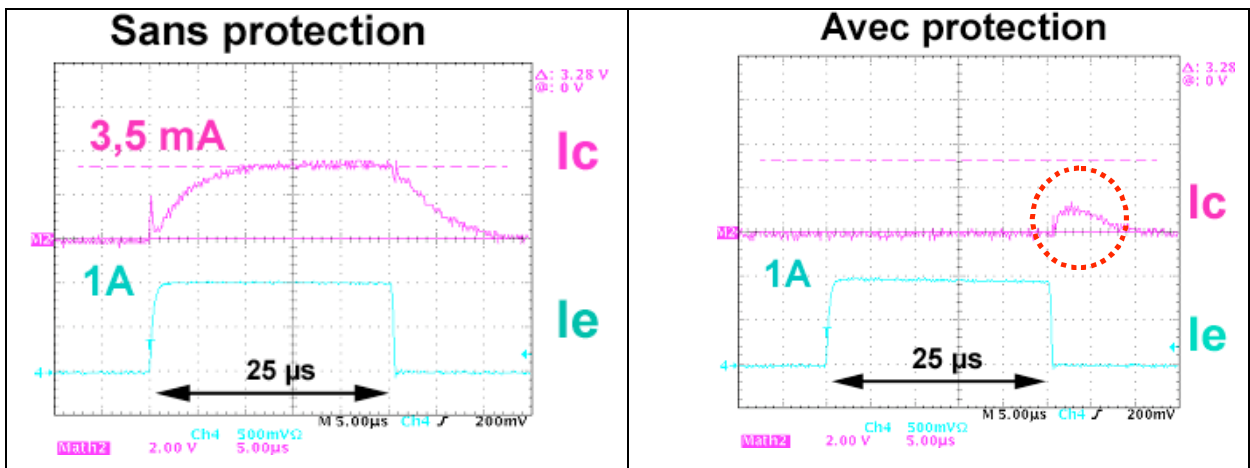 Sans protection
Δ: 3.28 V
@: 0 V
3,5 mA
Ic
M2
1A
Ie
T
4
25 µs
M 5.00µs Ch4 200mV
Ch4 500mVΩ
Math2 2.00 V 5.00µs
Avec protection
Δ: 3.28
@: 0 V
Ic
M2
1A
Ie
T
4
25 µs
M 5.00µs Ch4 200mV
Ch4 500mVΩ
Math2 2.00 V 5.00µs